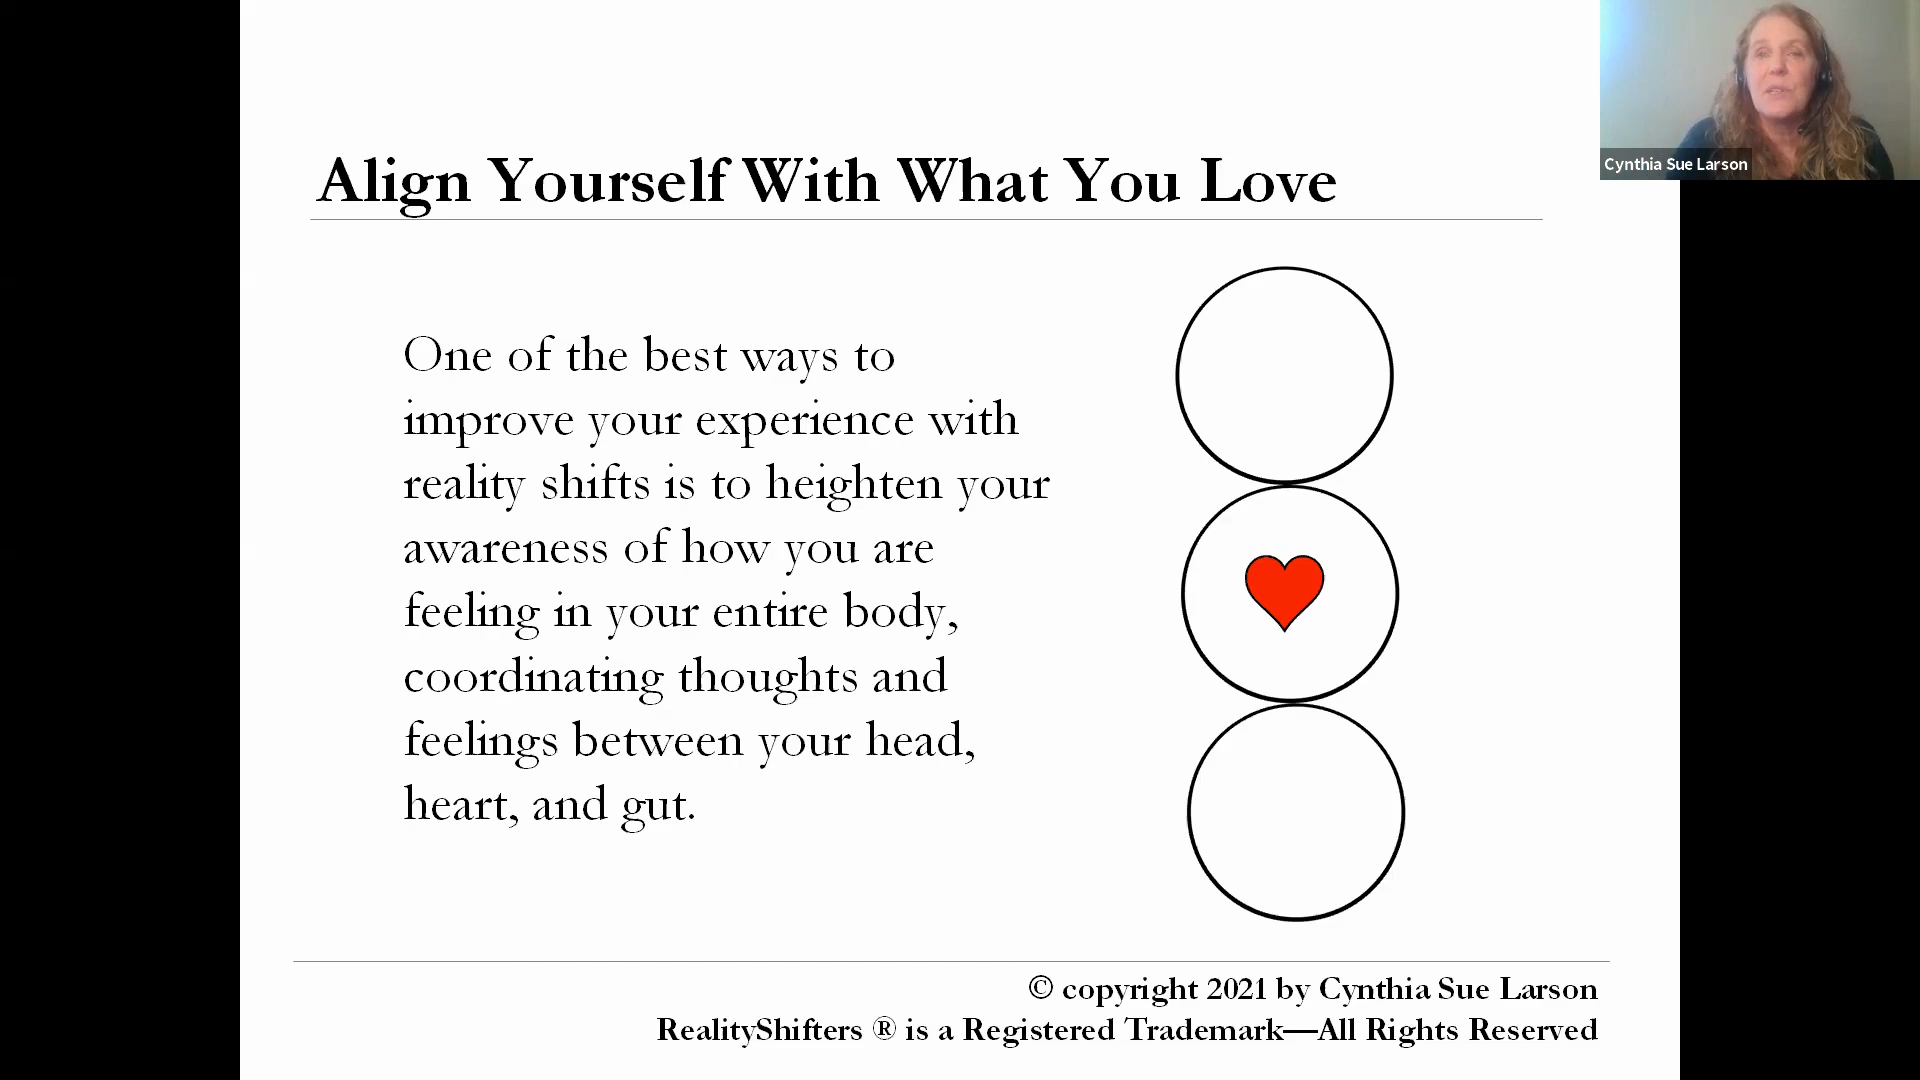 Align Yourself With What You Love
One of the best ways to
improve your experience with
reality shifts is to heighten your
awareness of how you are
feeling in your entire body,
coordinating thoughts and
feelings between your head,
heart, and gut.
Cynthia Sue Larson
© copyright 2021 by Cynthia Sue Larson
RealityShifters ® is a Registered Trademark—All Rights Reserved